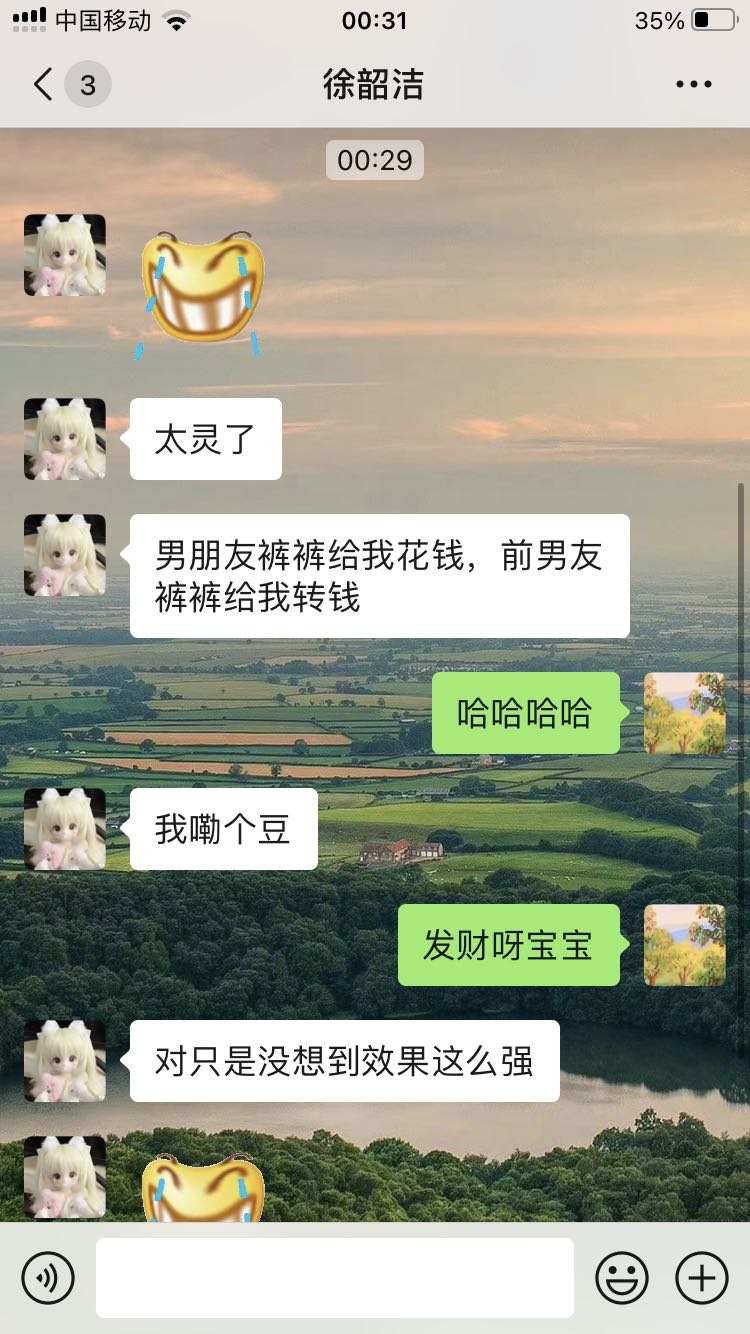 中国移动
00:31
35%
3
徐韶洁
00:29
太灵了
男朋友裤裤给我花钱，前男友
裤裤给我转钱
哈哈哈哈
我嘞个豆
发财呀宝宝
对只是没想到效果这么强